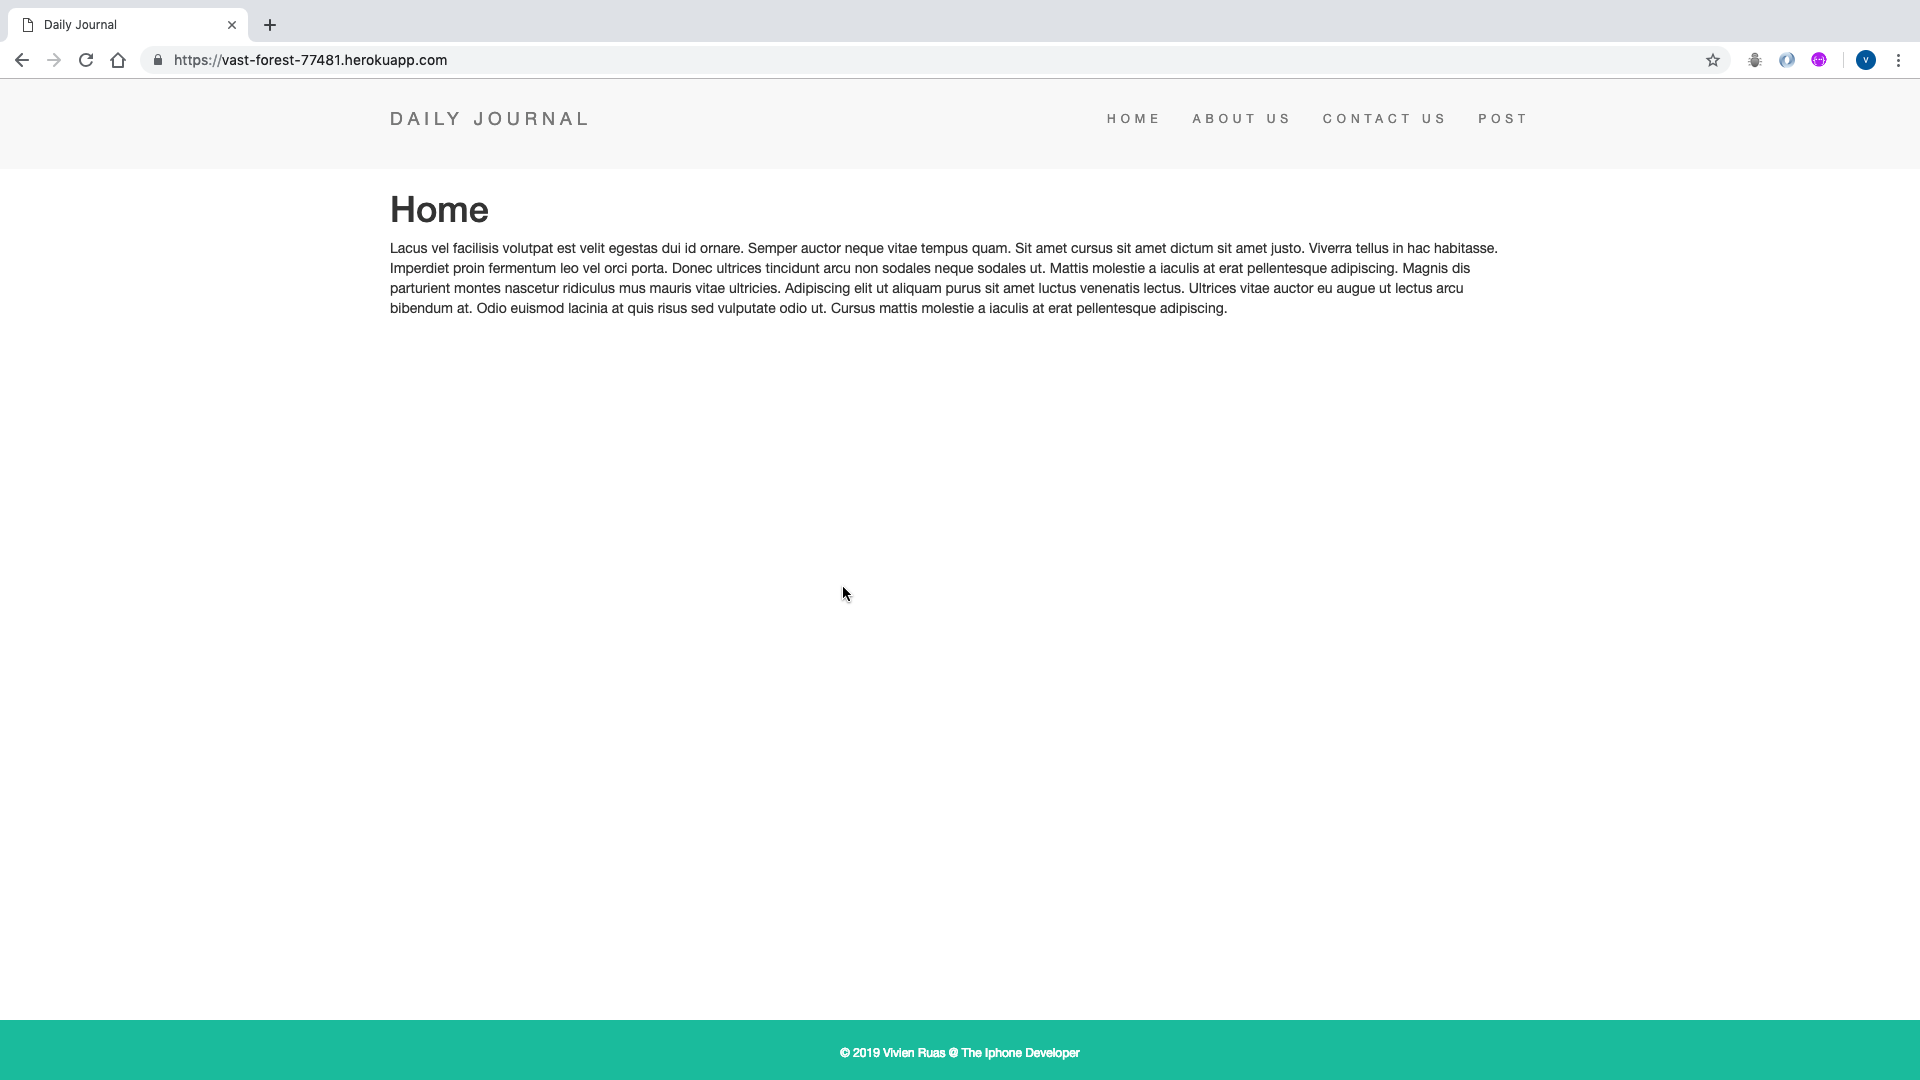 Daily Journal
https://vast-forest-77481.herokuapp.com
V
DAILY JOURNAL
HOME ABOUT US CONTACT US POST
Home
Lacus vel facilisis volutpat est velit egestas dui id ornare. Semper auctor neque vitae tempus quam. Sit amet cursus sit amet dictum sit amet justo. Viverra tellus in hac habitasse.
Imperdiet proin fermentum leo vel orci porta. Donec ultrices tincidunt arcu non sodales neque sodales ut. Mattis molestie a iaculis at erat pellentesque adipiscing. Magnis dis
parturient montes nascetur ridiculus mus mauris vitae ultricies. Adipiscing elit ut aliquam purus sit amet luctus venenatis lectus. Ultrices vitae auctor eu augue ut lectus arcu
bibendum at. Odio euismod lacinia at quis risus sed vulputate odio ut. Cursus mattis molestie a iaculis at erat pellentesque adipiscing.
© 2019 Vivien Ruas @ The Iphone Developer